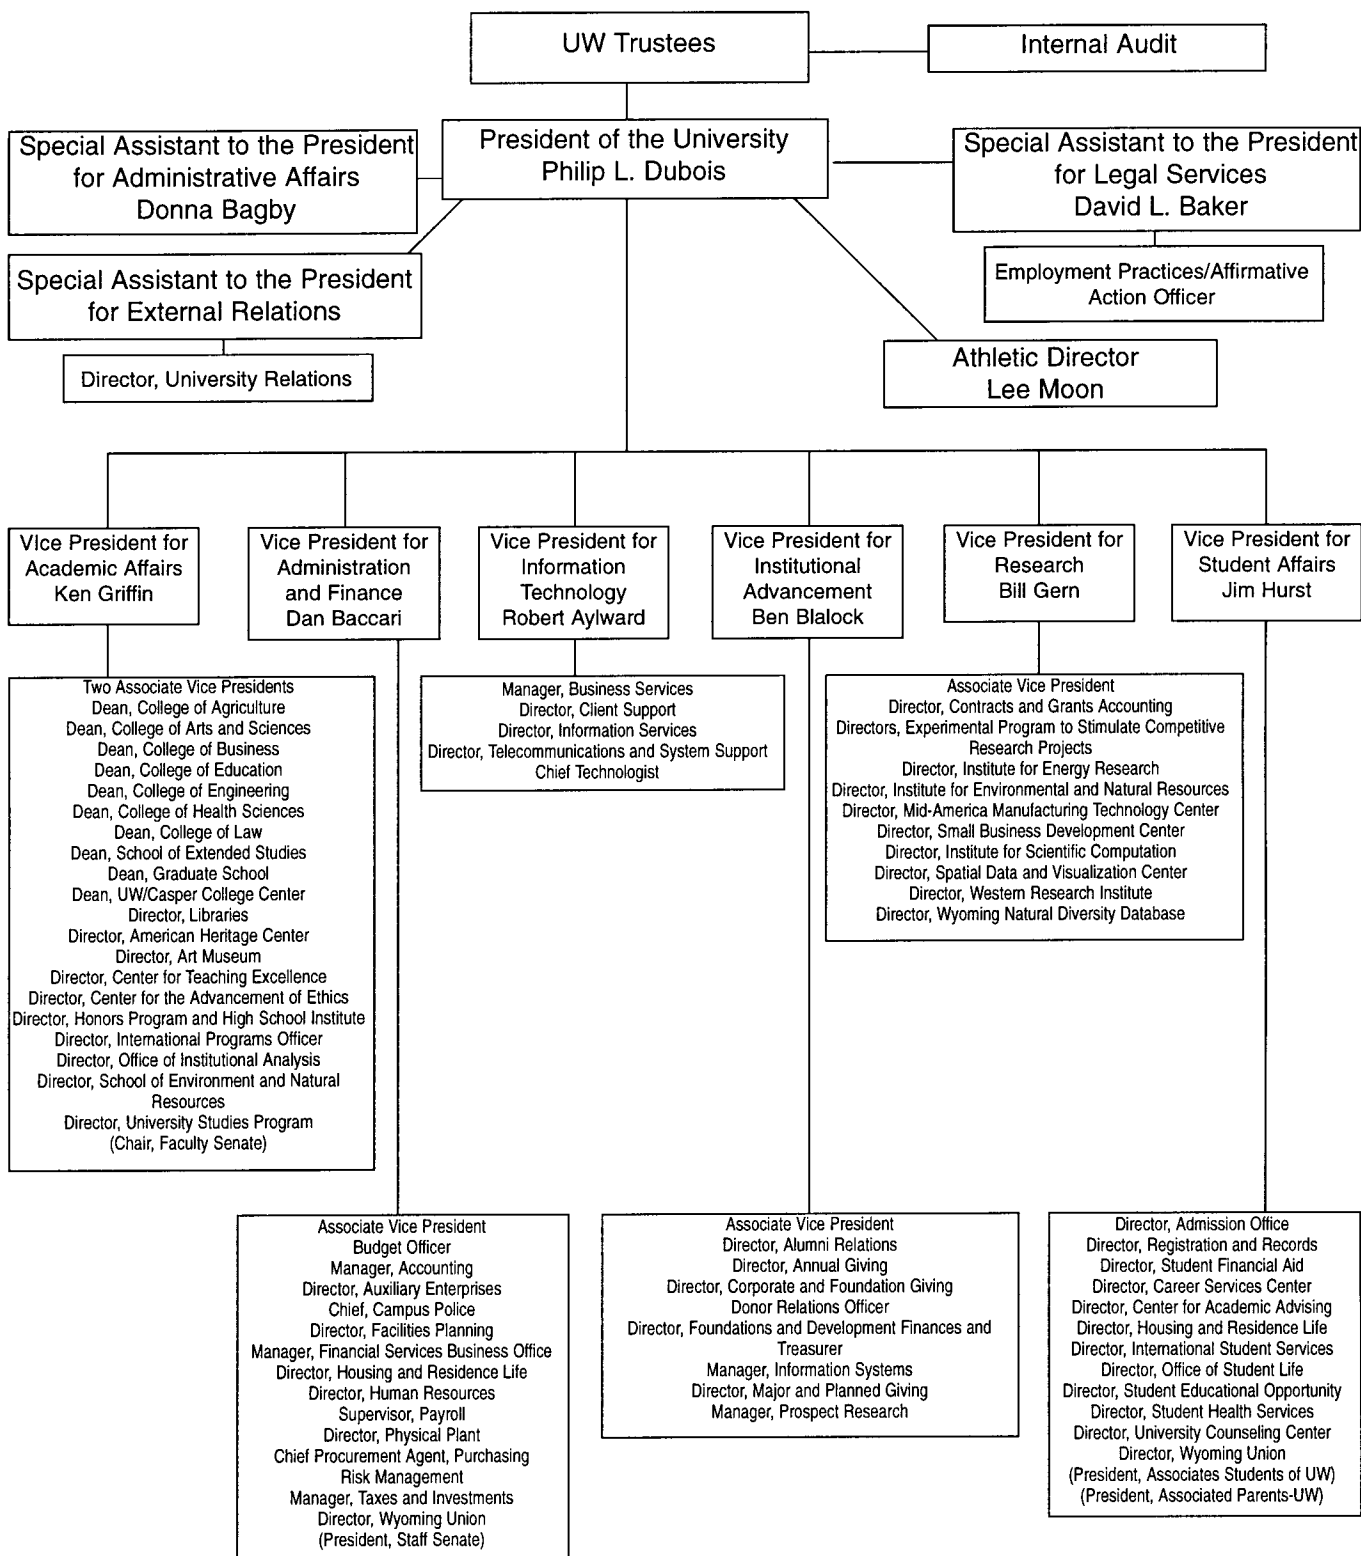 UW Trustees
Internal Audit
President of the University
Philip L. Dubois
Special Assistant to the President
for Administrative Affairs
Donna Bagby
Special Assistant to the President
for Legal Services
David L. Baker
Special Assistant to the President
for External Relations
Employment Practices/Affirmative
Action Officer
Director, University Relations
Athletic Director
Lee Moon
VIce President for
Academic Affairs
Ken Griffin
Vice President for
Administration
and Finance
Dan Baccari
Vice President for
Information
Technology
Robert Aylward
Vice President for
Institutional
Advancement
Ben Blalock
Vice President for
Research
Bill Gern
Vice President for
Student Affairs
Jim Hurst
Two Associate Vice Presidents
Dean, College of Agriculture
Dean, College of Arts and Sciences
Dean, College of Business
Dean, College of Education
Dean, College of Engineering
Dean, College of Health Sciences
Dean, College of Law
Dean, School of Extended Studies
Dean, Graduate School
Dean, UW/Casper College Center
Director, Libraries
Director, American Heritage Center
Director, Art Museum
Director, Center for Teaching Excellence
Director, Center for the Advancement of Ethics
Director, Honors Program and High School Institute
Director, International Programs Officer
Director, Office of Institutional Analysis
Director, School of Environment and Natural
Resources
Director, University Studies Program
(Chair, Faculty Senate)
Manager, Business Services
Director, Client Support
Director, Information Services
Director, Telecommunications and System Support
Chief Technologist
Associate Vice President
Director, Contracts and Grants Accounting
Directors, Experimental Program to Stimulate Competitive
Research Projects
Director, Institute for Energy Research
Director, Institute for Environmental and Natural Resources
Director, Mid-America Manufacturing Technology Center
Director, Small Business Development Center
Director, Institute for Scientific Computation
Director, Spatial Data and Visualization Center
Director, Western Research Institute
Director, Wyoming Natural Diversity Database
Associate Vice President
Budget Officer
Manager, Accounting
Director, Auxiliary Enterprises
Chief, Campus Police
Director, Facilities Planning
Manager, Financial Services Business Office
Director, Housing and Residence Life
Director, Human Resources
Supervisor, Payroll
Director, Physical Plant
Chief Procurement Agent, Purchasing
Risk Management
Manager, Taxes and Investments
Director, Wyoming Union
(President, Staff Senate)
Associate Vice President
Director, Alumni Relations
Director, Annual Giving
Director, Corporate and Foundation Giving
Donor Relations Officer
Director, Foundations and Development Finances and
Treasurer
Manager, Information Systems
Director, Major and Planned Giving
Manager, Prospect Research
Director, Admission Office
Director, Registration and Records
Director, Student Financial Aid
Director, Career Services Center
Director, Center for Academic Advising
Director, Housing and Residence Life
Director, International Student Services
Director, Office of Student Life
Director, Student Educational Opportunity
Director, Student Health Services
Director, University Counseling Center
Director, Wyoming Union
(President, Associates Students of UW)
(President, Associated Parents-UW)